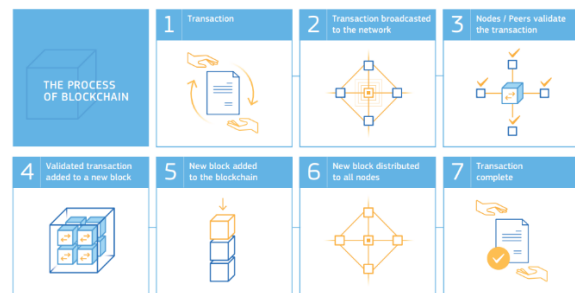 THE PROCESS
OF BLOCKCHAIN
1 Transaction
2 Transaction broadcasted
to the network
3 Nodes / Peers validate
the transaction
4 Validated transaction
added to a new block
5 New block added
to the blockchain
6 New block distributed
to all nodes
7 Transaction
complete